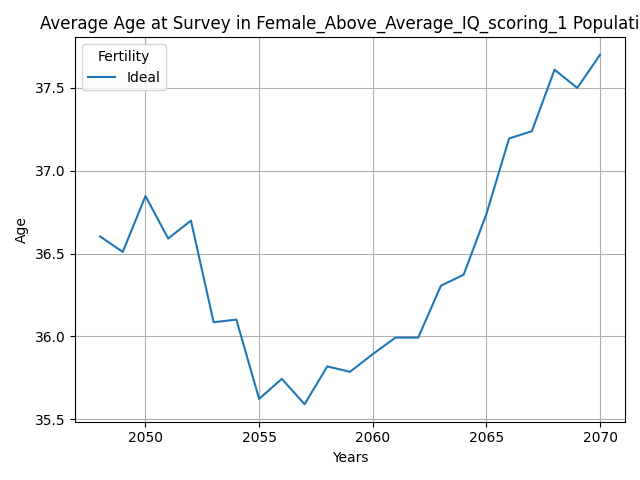 Average Age at Survey in Female_Above_Average_IQ_scoring_1 Populati
Fertility
Ideal
37.5
37.0
36.5
36.0
35.5
Age
2050 2055 2060 2065 2070
Years